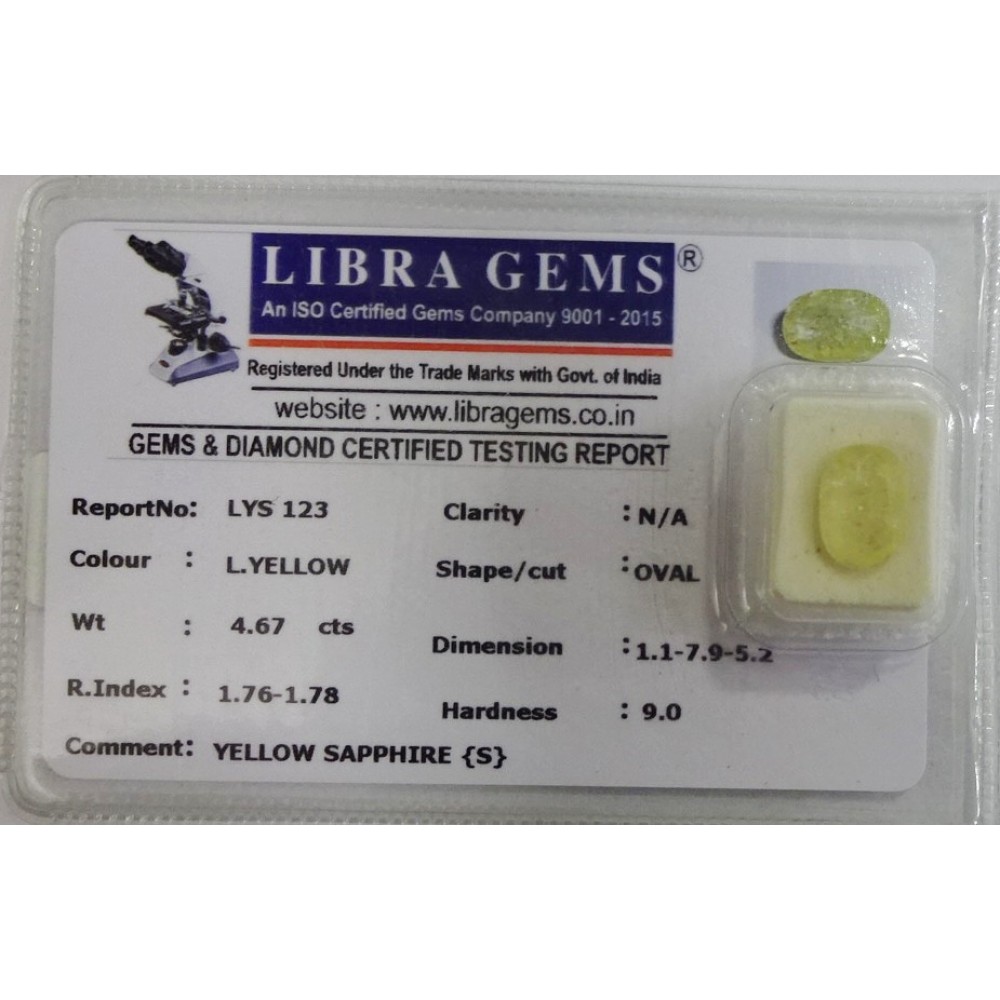 LIBRA GEMS ®
An ISO Certified Gems Company 9001 - 2015
Registered Under the Trade Marks with Govt. of India
website : www.libragems.co.in
GEMS & DIAMOND CERTIFIED TESTING REPORT
ReportNo: LYS 123 Clarity : N/A
Colour : L.YELLOW Shape/cut : OVAL
Wt : 4.67 cts Dimension : 1.1-7.9-5.2
R.Index : 1.76-1.78 Hardness : 9.0
Comment: YELLOW SAPPHIRE {S}